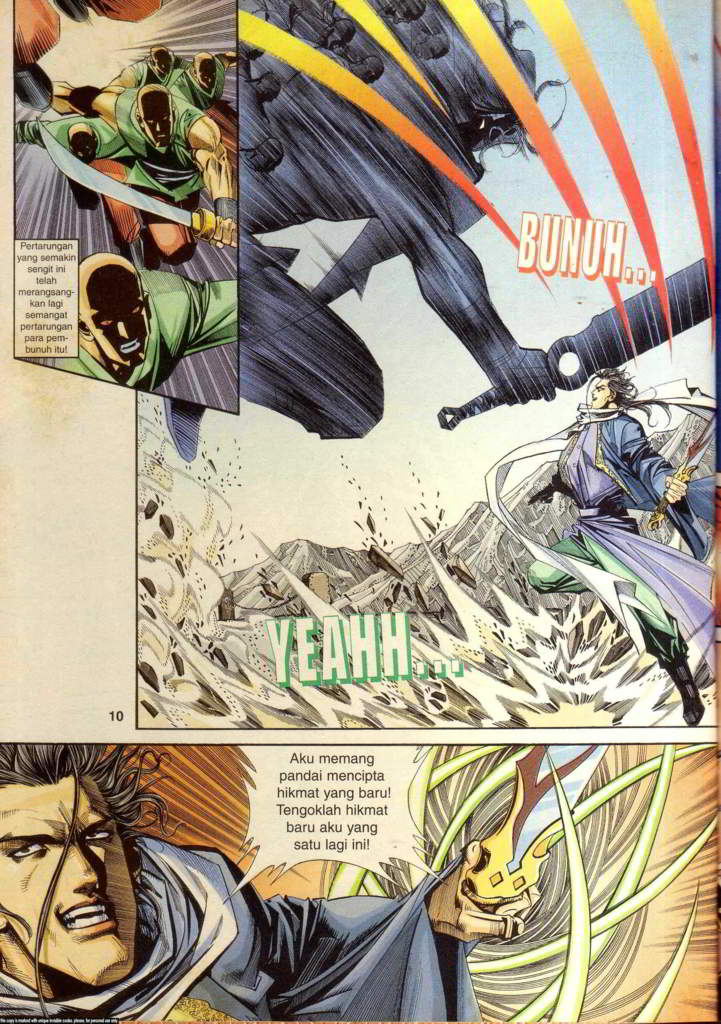 Pertarungan
yang semakin
sengit ini
telah
merangsang-
kan lagi
semangat
pertarungan
para pem-
bunuh itu!
BUNUH...
YEAHH...
10
Aku memang
pandai mencipta
hikmat yang baru!
Tengoklah hikmat
baru aku yang
satu lagi ini!